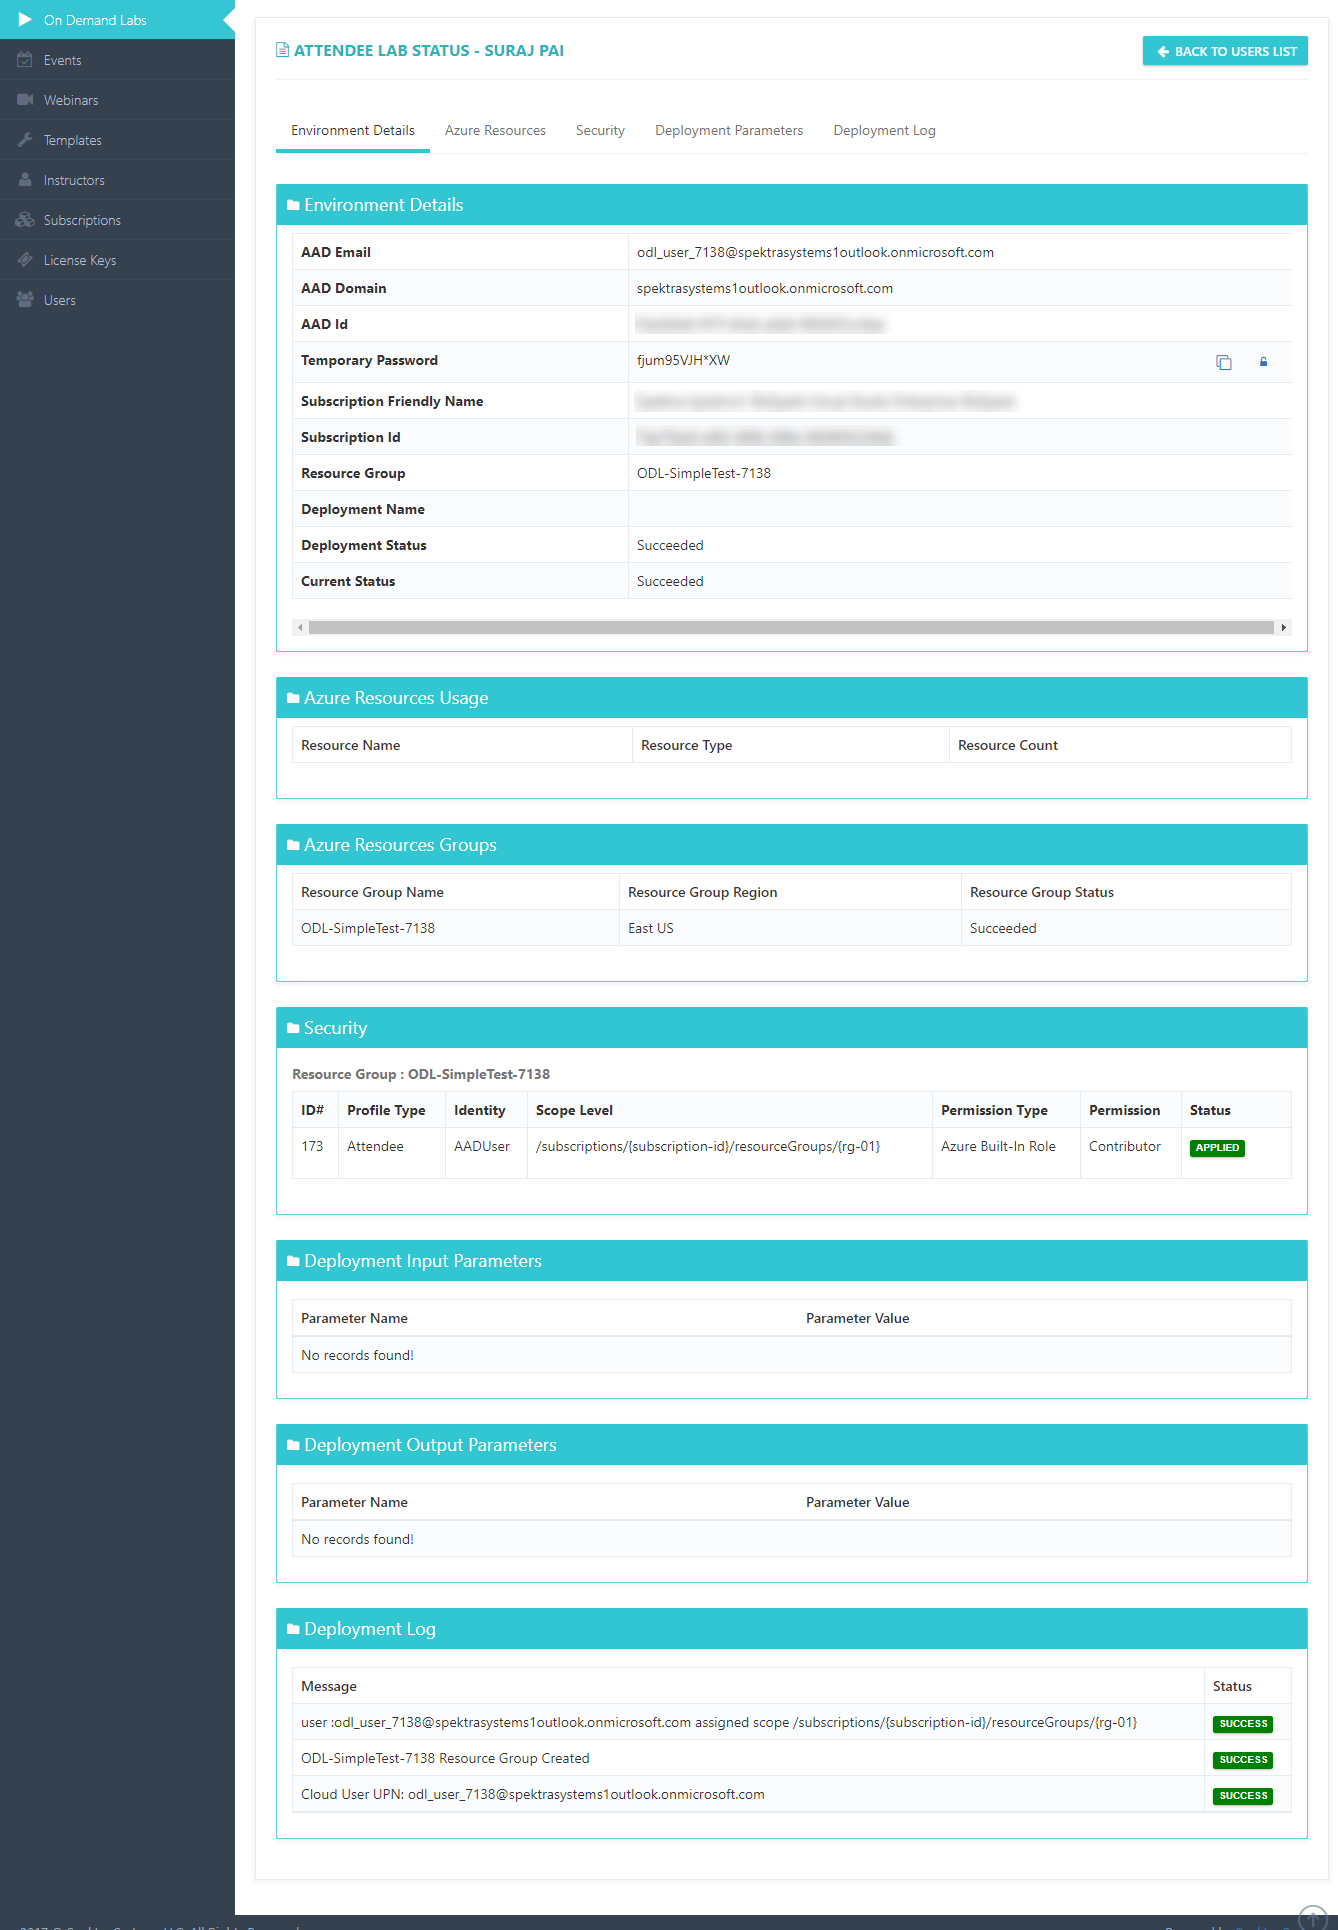 On Demand Labs
Events
Webinars
Templates
Instructors
Subscriptions
License Keys
Users
ATTENDEE LAB STATUS - SURAJ PAI
BACK TO USERS LIST
Environment Details Azure Resources Security Deployment Parameters Deployment Log
Environment Details
AAD Email odl_user_7138@spektrasystems1outlook.onmicrosoft.com
AAD Domain spektrasystems1outlook.onmicrosoft.com
AAD Id
Temporary Password fjum95VJH*XW
Subscription Friendly Name
Subscription Id
Resource Group ODL-SimpleTest-7138
Deployment Name
Deployment Status Succeeded
Current Status Succeeded
Azure Resources Usage
Resource Name Resource Type Resource Count
Azure Resources Groups
Resource Group Name Resource Group Region Resource Group Status
ODL-SimpleTest-7138 East US Succeeded
Security
Resource Group : ODL-SimpleTest-7138
ID# Profile Type Identity Scope Level Permission Type Permission Status
173 Attendee AADUser /subscriptions/{subscription-id}/resourceGroups/{rg-01} Azure Built-In Role Contributor APPLIED
Deployment Input Parameters
Parameter Name Parameter Value
No records found!
Deployment Output Parameters
Parameter Name Parameter Value
No records found!
Deployment Log
Message Status
user :odl_user_7138@spektrasystems1outlook.onmicrosoft.com assigned scope /subscriptions/{subscription-id}/resourceGroups/{rg-01} SUCCESS
ODL-SimpleTest-7138 Resource Group Created SUCCESS
Cloud User UPN: odl_user_7138@spektrasystems1outlook.onmicrosoft.com SUCCESS